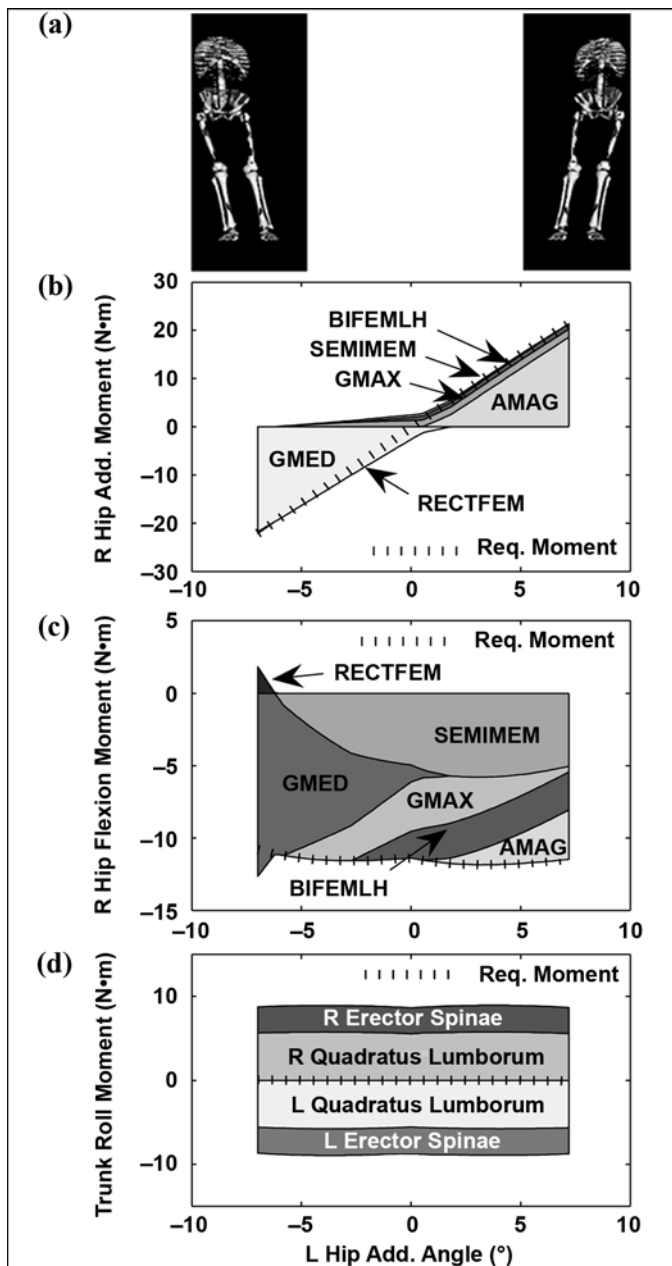 (a)
(b)
R Hip Add. Moment (N•m)
30
20
10
0
–10
–20
–30
BIFEMLH
SEMIMEM
GMAX
AMAG
GMED
RECTFEM
Req. Moment
–10 –5 0 5 10
(c)
R Hip Flexion Moment (N•m)
5
0
–5
–10
–15
Req. Moment
RECTFEM
SEMIMEM
GMED
GMAX
AMAG
BIFEMLH
–10 –5 0 5 10
(d)
Trunk Roll Moment (N•m)
10
0
–10
Req. Moment
R Erector Spinae
R Quadratus Lumborum
L Quadratus Lumborum
L Erector Spinae
–10 –5 0 5 10
L Hip Add. Angle (°)